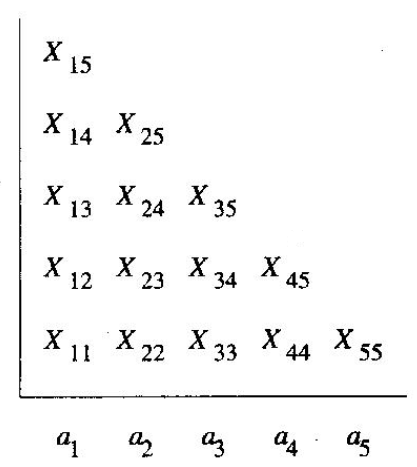 X₁₅
X₁₄ X₂₅
X₁₃ X₂₄ X₃₅
X₁₂ X₂₃ X₃₄ X₄₅
X₁₁ X₂₂ X₃₃ X₄₄ X₅₅
a₁ a₂ a₃ a₄ a₅